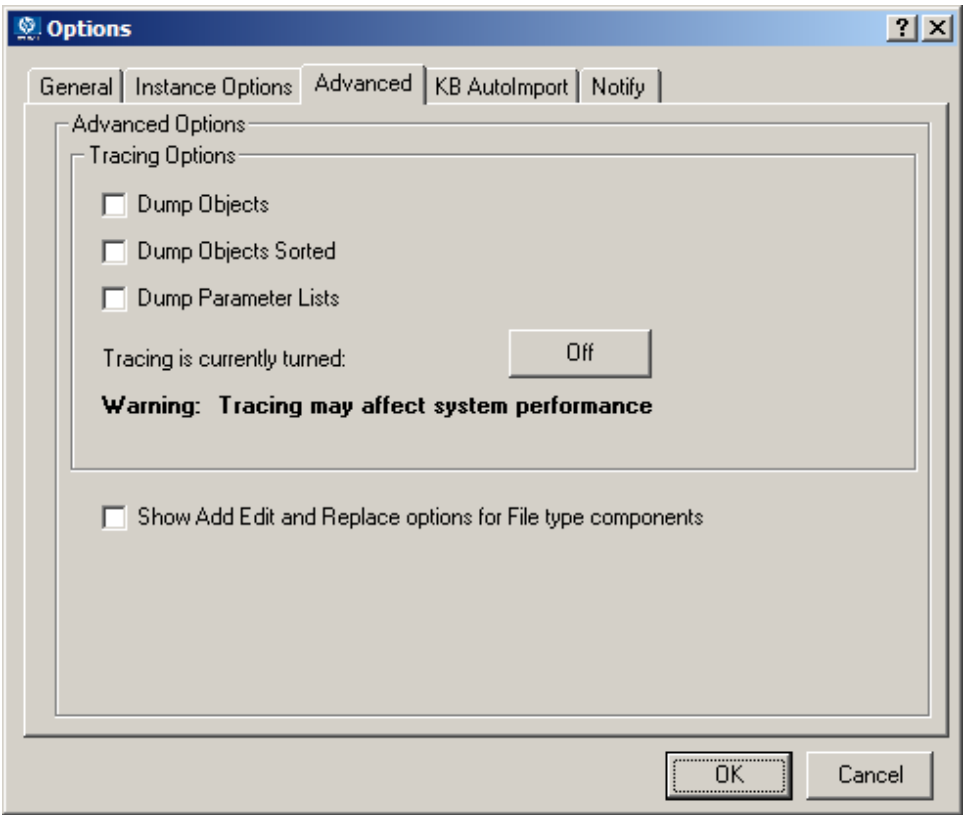 Options
General Instance Options Advanced KB AutoImport Notify
Advanced Options
Tracing Options
Dump Objects
Dump Objects Sorted
Dump Parameter Lists
Tracing is currently turned: Off
Warning: Tracing may affect system performance
Show Add Edit and Replace options for File type components
OK Cancel